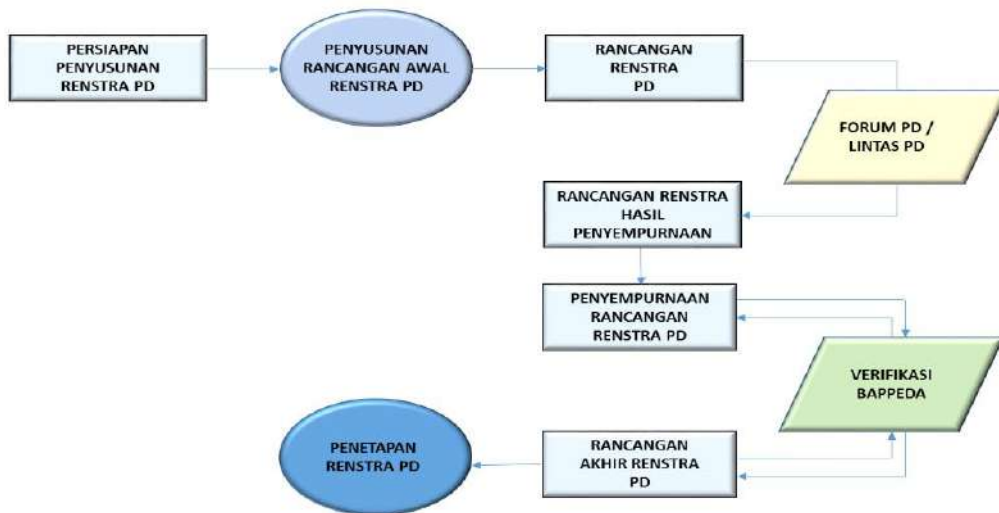 PERSIAPAN
PENYUSUNAN
RENSTRA PD
PENYUSUNAN
RANCANGAN AWAL
RENSTRA PD
RANCANGAN
RENSTRA
PD
FORUM PD /
LINTAS PD
RANCANGAN RENSTRA
HASIL
PENYEMPURNAAN
PENYEMPURNAAN
RANCANGAN
RENSTRA PD
VERIFIKASI
BAPPEDA
RANCANGAN
AKHIR RENSTRA
PD
PENETAPAN
RENSTRA PD